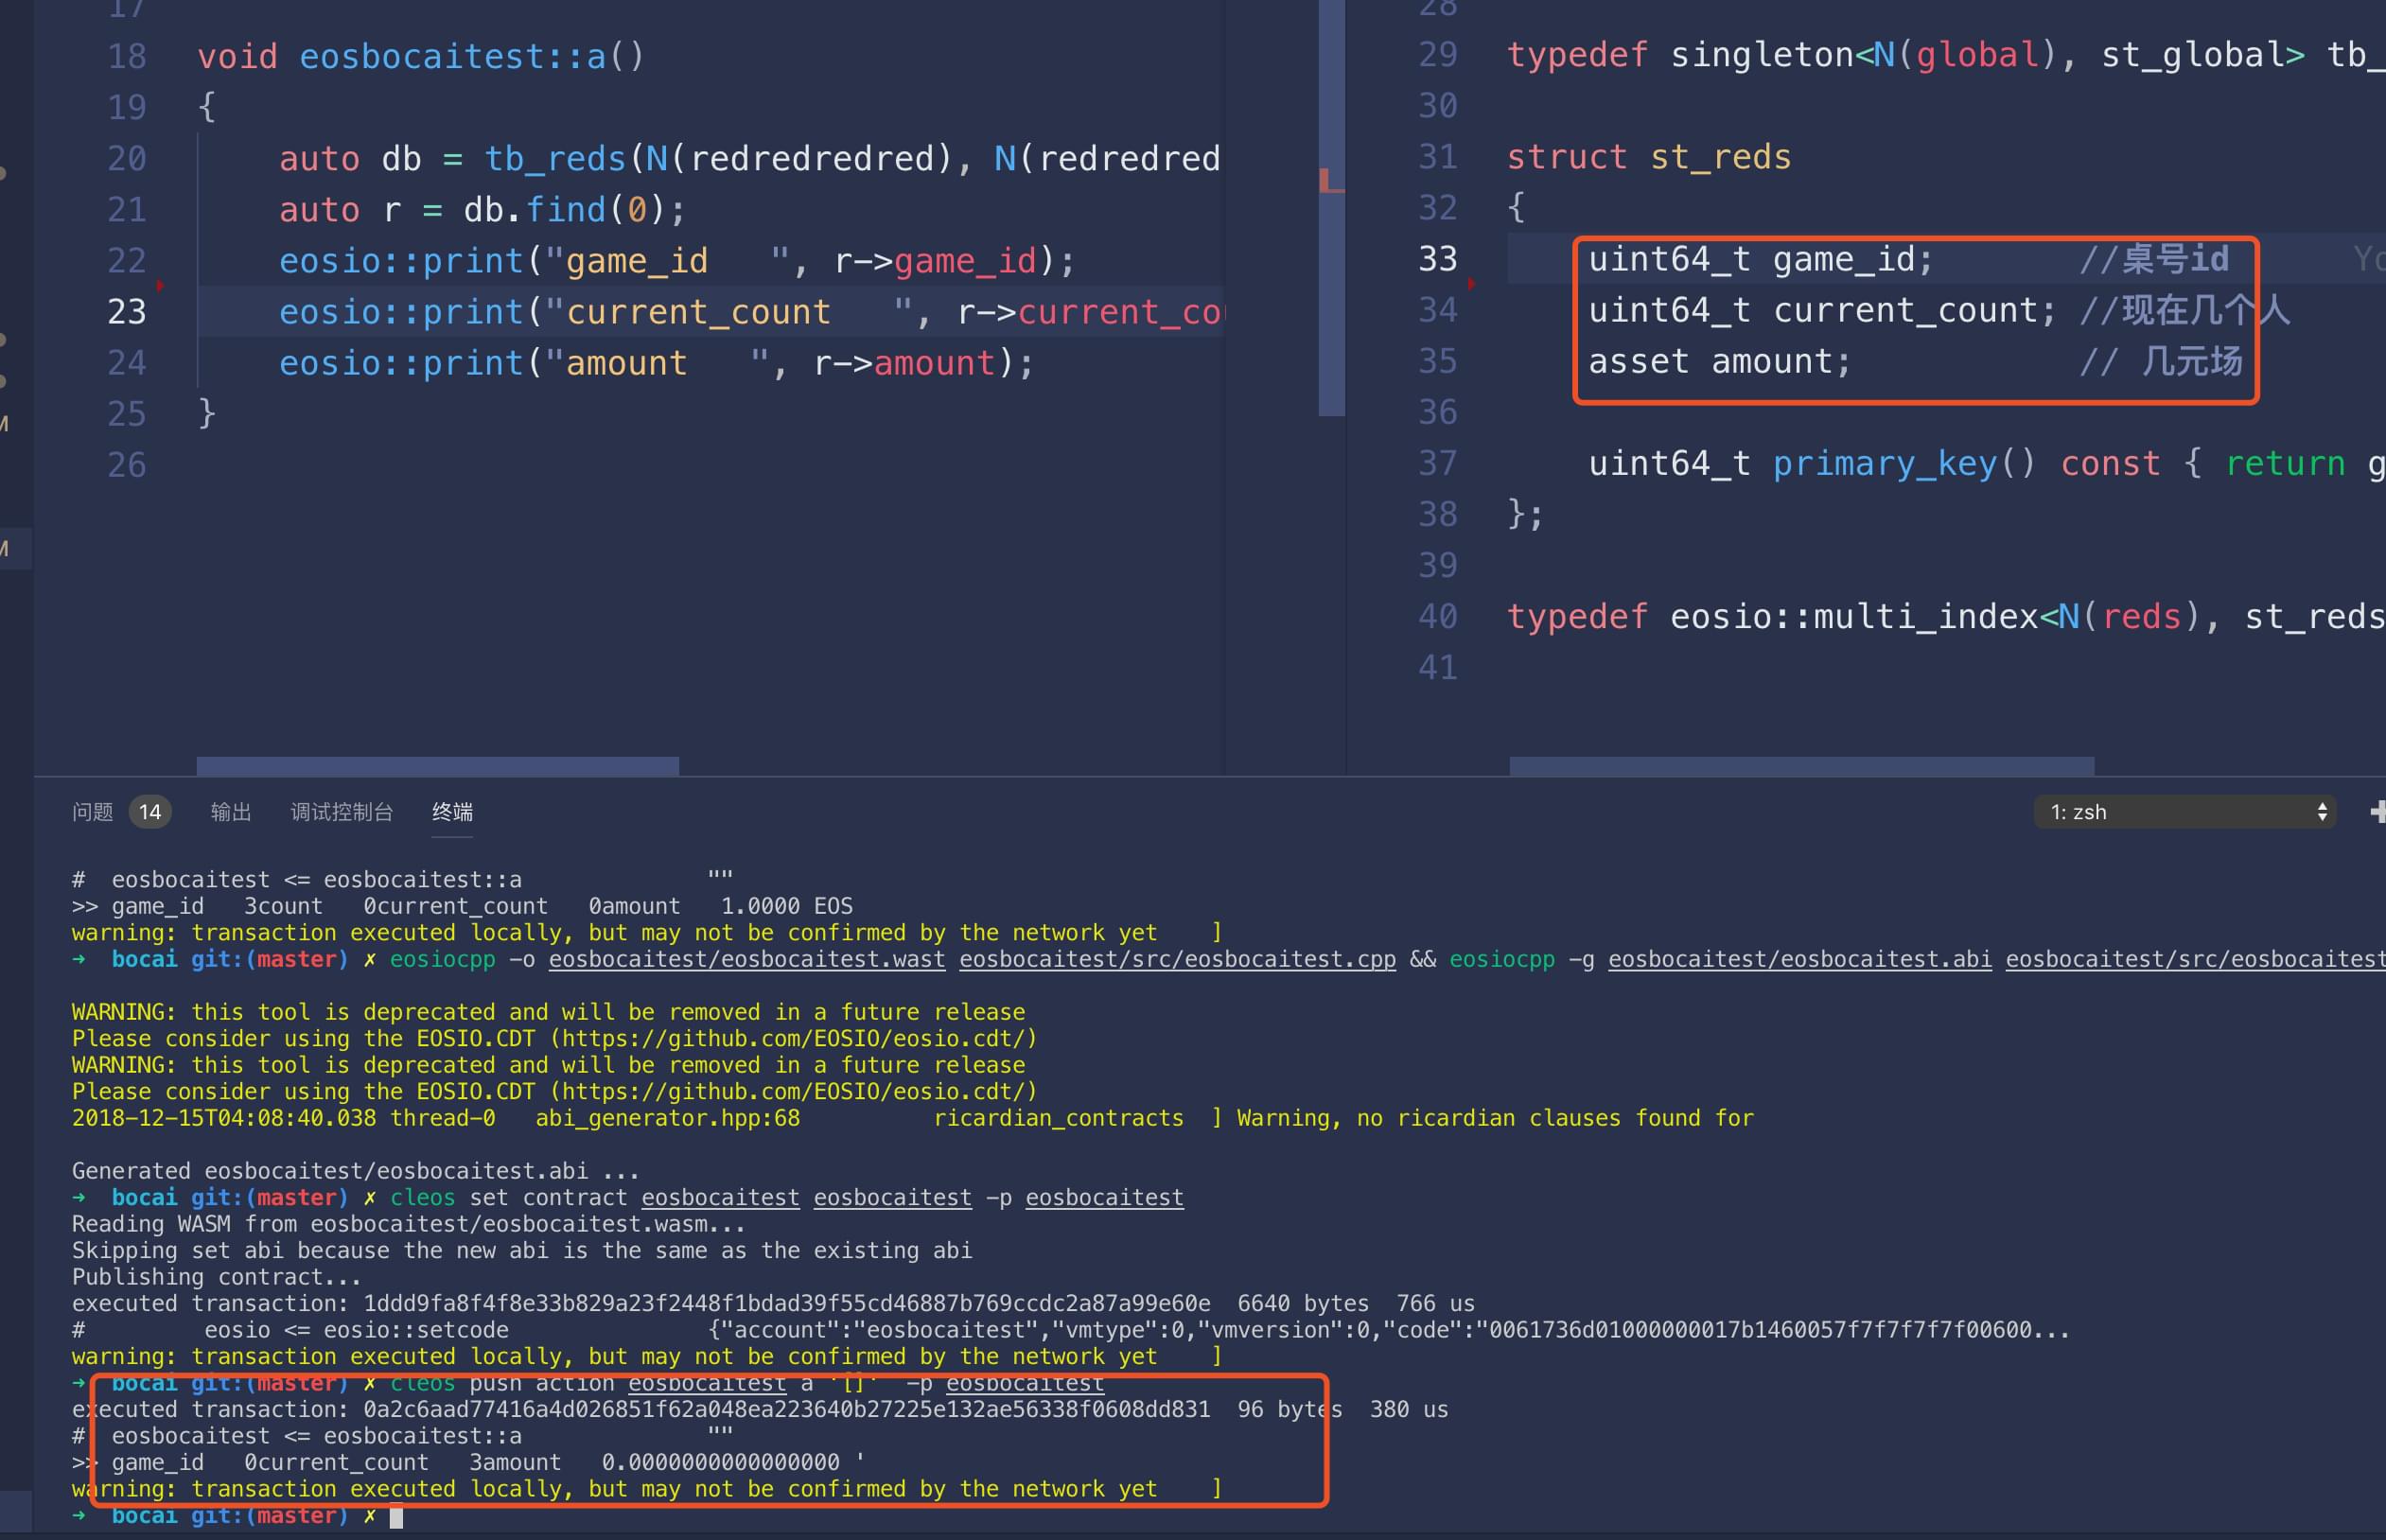 17
18 void eosbocaitest::a()
19 {
20 auto db = tb_reds(N(redredredred), N(redredred
21 auto r = db.find(0);
22 eosio::print("game_id   ", r->game_id);
23 eosio::print("current_count   ", r->current_co
24 eosio::print("amount   ", r->amount);
25 }
26
28
29 typedef singleton<N(global), st_global> tb_
30
31 struct st_reds
32 {
33 uint64_t game_id;       //桌号id Yo
34 uint64_t current_count; //现在几个人
35 asset amount;           // 几元场
36
37 uint64_t primary_key() const { return g
38 };
39
40 typedef eosio::multi_index<N(reds), st_reds
41
M
M
问题 14 输出 调试控制台 终端 1: zsh
#  eosbocaitest <= eosbocaitest::a              ""
>> game_id   3count   0current_count   0amount   1.0000 EOS
warning: transaction executed locally, but may not be confirmed by the network yet    ]
➜  bocai git:(master) ✗ eosiocpp -o eosbocaitest/eosbocaitest.wast eosbocaitest/src/eosbocaitest.cpp && eosiocpp -g eosbocaitest/eosbocaitest.abi eosbocaitest/src/eosbocaitest
WARNING: this tool is deprecated and will be removed in a future release
Please consider using the EOSIO.CDT (https://github.com/EOSIO/eosio.cdt/)
WARNING: this tool is deprecated and will be removed in a future release
Please consider using the EOSIO.CDT (https://github.com/EOSIO/eosio.cdt/)
2018-12-15T04:08:40.038 thread-0   abi_generator.hpp:68          ricardian_contracts  ] Warning, no ricardian clauses found for
Generated eosbocaitest/eosbocaitest.abi ...
➜  bocai git:(master) ✗ cleos set contract eosbocaitest eosbocaitest -p eosbocaitest
Reading WASM from eosbocaitest/eosbocaitest.wasm...
Skipping set abi because the new abi is the same as the existing abi
Publishing contract...
executed transaction: 1ddd9fa8f4f8e33b829a23f2448f1bdad39f55cd46887b769ccdc2a87a99e60e  6640 bytes  766 us
#         eosio <= eosio::setcode               {"account":"eosbocaitest","vmtype":0,"vmversion":0,"code":"0061736d01000000017b1460057f7f7f7f7f00600...
warning: transaction executed locally, but may not be confirmed by the network yet    ]
➜  bocai git:(master) ✗ cleos push action eosbocaitest a '[]'  -p eosbocaitest
executed transaction: 0a2c6aad77416a4d026851f62a048ea223640b27225e132ae56338f0608dd831  96 bytes  380 us
#  eosbocaitest <= eosbocaitest::a              ""
>> game_id   0current_count   3amount   0.0000000000000000 '
warning: transaction executed locally, but may not be confirmed by the network yet    ]
➜  bocai git:(master) ✗